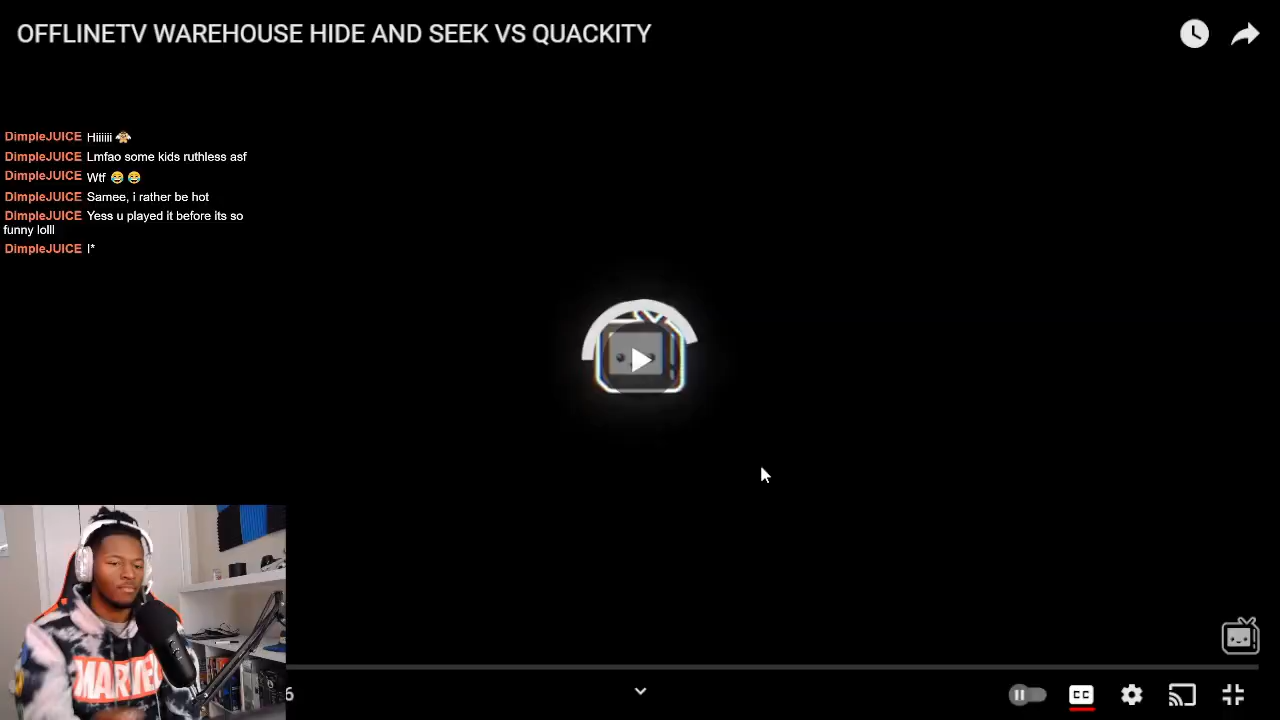 OFFLINETV WAREHOUSE HIDE AND SEEK VS QUACKITY
DimpleJUICE Hiiiiii
DimpleJUICE Lmfao some kids ruthless asf
DimpleJUICE Wtf 😂 😂
DimpleJUICE Samee, i rather be hot
DimpleJUICE Yess u played it before its so
funny lolll
DimpleJUICE I*
MARVEL
6
CC